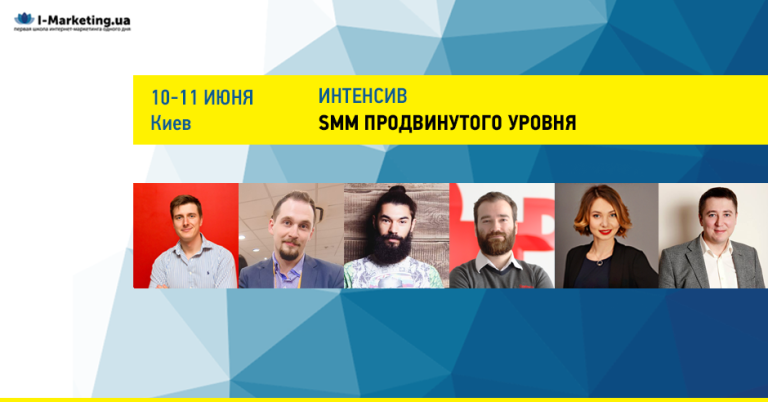 I-Marketing.ua
первая школа интернет-маркетинга одного дня
10-11 ИЮНЯ
Киев
ИНТЕНСИВ
SMM ПРОДВИНУТОГО УРОВНЯ